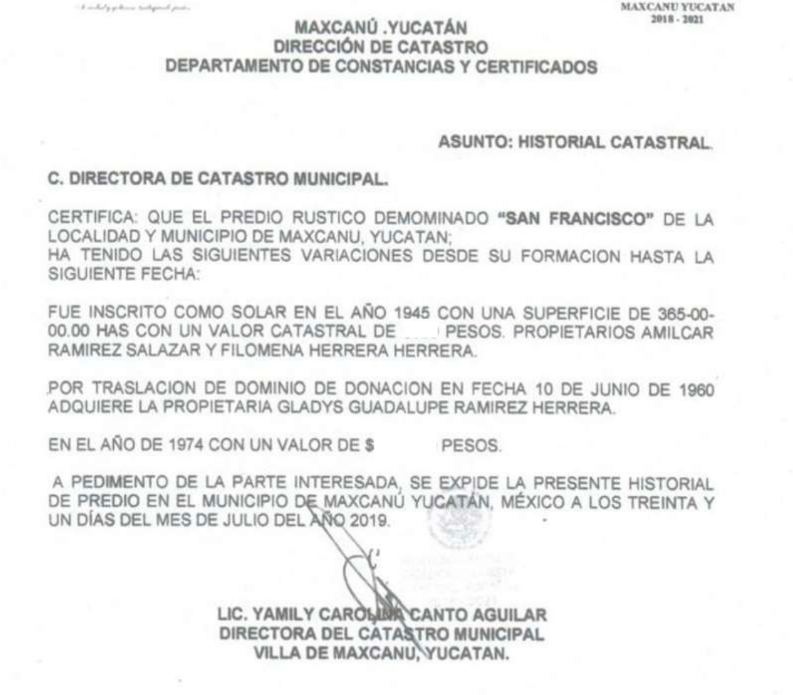 MAXCANU YUCATAN
2018 - 2021
MAXCANÚ .YUCATÁN
DIRECCIÓN DE CATASTRO
DEPARTAMENTO DE CONSTANCIAS Y CERTIFICADOS
ASUNTO: HISTORIAL CATASTRAL.
C. DIRECTORA DE CATASTRO MUNICIPAL.
CERTIFICA: QUE EL PREDIO RUSTICO DEMOMINADO "SAN FRANCISCO" DE LA
LOCALIDAD Y MUNICIPIO DE MAXCANU, YUCATAN;
HA TENIDO LAS SIGUIENTES VARIACIONES DESDE SU FORMACION HASTA LA
SIGUIENTE FECHA:
FUE INSCRITO COMO SOLAR EN EL AÑO 1945 CON UNA SUPERFICIE DE 365-00-
00.00 HAS CON UN VALOR CATASTRAL DE PESOS. PROPIETARIOS AMILCAR
RAMIREZ SALAZAR Y FILOMENA HERRERA HERRERA.
POR TRASLACION DE DOMINIO DE DONACION EN FECHA 10 DE JUNIO DE 1960
ADQUIERE LA PROPIETARIA GLADYS GUADALUPE RAMIREZ HERRERA.
EN EL AÑO DE 1974 CON UN VALOR DE $ PESOS.
A PEDIMENTO DE LA PARTE INTERESADA, SE EXPIDE LA PRESENTE HISTORIAL
DE PREDIO EN EL MUNICIPIO DE MAXCANÚ YUCATÁN, MÉXICO A LOS TREINTA Y
UN DÍAS DEL MES DE JULIO DEL AÑO 2019.
LIC. YAMILY CAROLINA CANTO AGUILAR
DIRECTORA DEL CATASTRO MUNICIPAL
VILLA DE MAXCANU, YUCATAN.